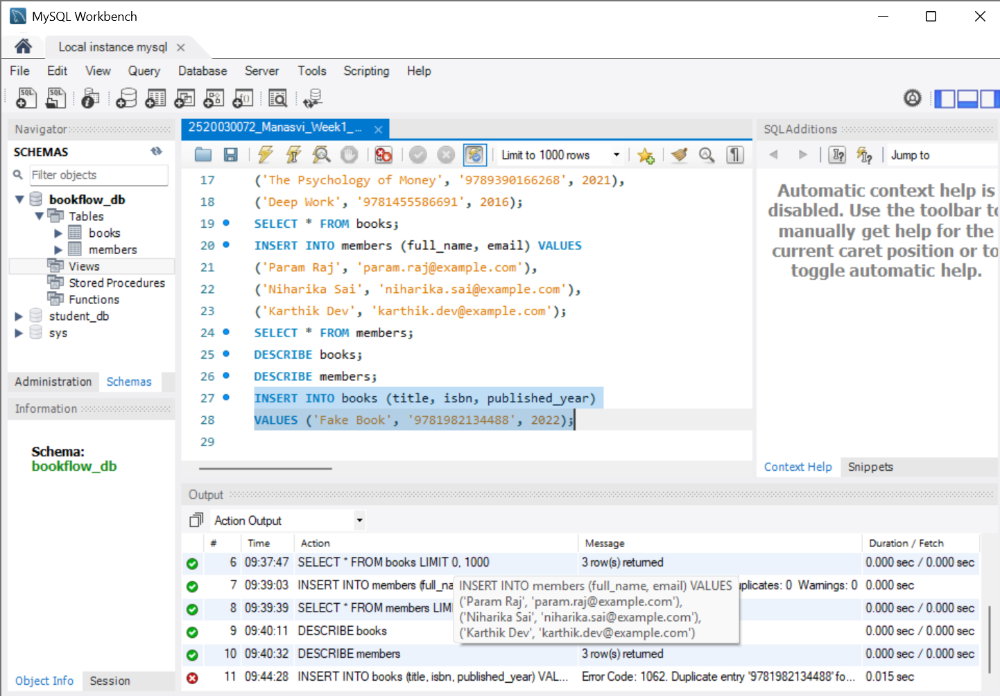 MySQL Workbench
Local instance mysql
File Edit View Query Database Server Tools Scripting Help
Navigator
SCHEMAS
Filter objects
bookflow_db
Tables
books
members
Views
Stored Procedures
Functions
student_db
sys
Administration Schemas
Information
Schema:
bookflow_db
Object Info Session
2520030072_Manasvi_Week1_...
Limit to 1000 rows
17 ('The Psychology of Money', '9789390166268', 2021),
18 ('Deep Work', '9781455586691', 2016);
19 SELECT * FROM books;
20 INSERT INTO members (full_name, email) VALUES
21 ('Param Raj', 'param.raj@example.com'),
22 ('Niharika Sai', 'niharika.sai@example.com'),
23 ('Karthik Dev', 'karthik.dev@example.com');
24 SELECT * FROM members;
25 DESCRIBE books;
26 DESCRIBE members;
27 INSERT INTO books (title, isbn, published_year)
28 VALUES ('Fake Book', '9781982134488', 2022);
29
SQLAdditions
Jump to
Automatic context help is
disabled. Use the toolbar to
manually get help for the
current caret position or to
toggle automatic help.
Context Help Snippets
Output
Action Output
# Time Action Message Duration / Fetch
6 09:37:47 SELECT * FROM books LIMIT 0, 1000 3 row(s) returned 0.000 sec / 0.000 sec
7 09:39:03 INSERT INTO members (full_na uplicates: 0 Warnings: 0 0.000 sec
8 09:39:39 SELECT * FROM members LIMI 0.000 sec / 0.000 sec
9 09:40:11 DESCRIBE books 0.000 sec / 0.000 sec
10 09:40:32 DESCRIBE members 3 row(s) returned 0.000 sec / 0.000 sec
11 09:44:28 INSERT INTO books (title, isbn, published_year) VAL... Error Code: 1062. Duplicate entry '9781982134488' fo... 0.015 sec
INSERT INTO members (full_name, email) VALUES
('Param Raj', 'param.raj@example.com'),
('Niharika Sai', 'niharika.sai@example.com'),
('Karthik Dev', 'karthik.dev@example.com')